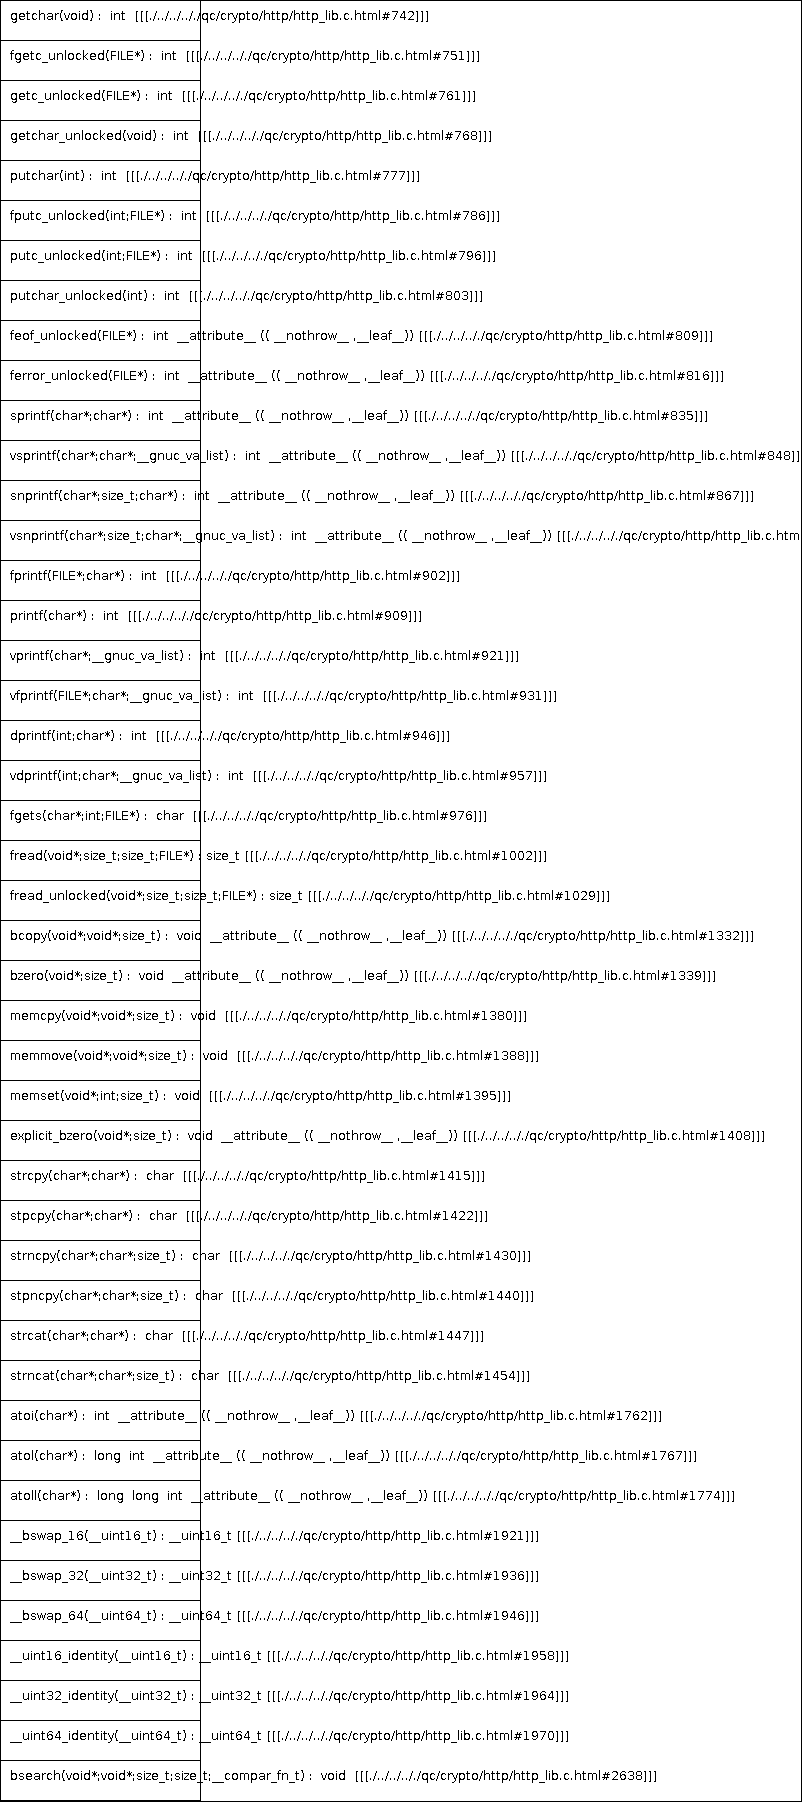 getchar(void) : int [[[./../../../qc/crypto/http/http_lib.c.html#742]]]
fgetc_unlocked(FILE*) : int [[[./../../../qc/crypto/http/http_lib.c.html#751]]]
getc_unlocked(FILE*) : int [[[./../../../qc/crypto/http/http_lib.c.html#761]]]
getchar_unlocked(void) : int [[[./../../../qc/crypto/http/http_lib.c.html#768]]]
putchar(int) : int [[[./../../../qc/crypto/http/http_lib.c.html#777]]]
fputc_unlocked(int;FILE*) : int [[[./../../../qc/crypto/http/http_lib.c.html#786]]]
putc_unlocked(int;FILE*) : int [[[./../../../qc/crypto/http/http_lib.c.html#796]]]
putchar_unlocked(int) : int [[[./../../../qc/crypto/http/http_lib.c.html#803]]]
feof_unlocked(FILE*) : int __attribute__ (( __nothrow__ ,__leaf__)) [[[./../../../qc/crypto/http/http_lib.c.html#809]]]
ferror_unlocked(FILE*) : int __attribute__ (( __nothrow__ ,__leaf__)) [[[./../../../qc/crypto/http/http_lib.c.html#816]]]
sprintf(char*;char*) : int __attribute__ (( __nothrow__ ,__leaf__)) [[[./../../../qc/crypto/http/http_lib.c.html#835]]]
vsprintf(char*;char*;__gnuc_va_list) : int __attribute__ (( __nothrow__ ,__leaf__)) [[[./../../../qc/crypto/http/http_lib.c.html#848]]
snprintf(char*;size_t;char*) : int __attribute__ (( __nothrow__ ,__leaf__)) [[[./../../../qc/crypto/http/http_lib.c.html#867]]]
vsnprintf(char*;size_t;char*;__gnuc_va_list) : int __attribute__ (( __nothrow__ ,__leaf__)) [[[./../../../qc/crypto/http/http_lib.c.htm
fprintf(FILE*;char*) : int [[[./../../../qc/crypto/http/http_lib.c.html#902]]]
printf(char*) : int [[[./../../../qc/crypto/http/http_lib.c.html#909]]]
vprintf(char*;__gnuc_va_list) : int [[[./../../../qc/crypto/http/http_lib.c.html#921]]]
vfprintf(FILE*;char*;__gnuc_va_list) : int [[[./../../../qc/crypto/http/http_lib.c.html#931]]]
dprintf(int;char*) : int [[[./../../../qc/crypto/http/http_lib.c.html#946]]]
vdprintf(int;char*;__gnuc_va_list) : int [[[./../../../qc/crypto/http/http_lib.c.html#957]]]
fgets(char*;int;FILE*) : char [[[./../../../qc/crypto/http/http_lib.c.html#976]]]
fread(void*;size_t;size_t;FILE*) : size_t [[[./../../../qc/crypto/http/http_lib.c.html#1002]]]
fread_unlocked(void*;size_t;size_t;FILE*) : size_t [[[./../../../qc/crypto/http/http_lib.c.html#1029]]]
bcopy(void*;void*;size_t) : void __attribute__ (( __nothrow__ ,__leaf__)) [[[./../../../qc/crypto/http/http_lib.c.html#1332]]]
bzero(void*;size_t) : void __attribute__ (( __nothrow__ ,__leaf__)) [[[./../../../qc/crypto/http/http_lib.c.html#1339]]]
memcpy(void*;void*;size_t) : void [[[./../../../qc/crypto/http/http_lib.c.html#1380]]]
memmove(void*;void*;size_t) : void [[[./../../../qc/crypto/http/http_lib.c.html#1388]]]
memset(void*;int;size_t) : void [[[./../../../qc/crypto/http/http_lib.c.html#1395]]]
explicit_bzero(void*;size_t) : void __attribute__ (( __nothrow__ ,__leaf__)) [[[./../../../qc/crypto/http/http_lib.c.html#1408]]]
strcpy(char*;char*) : char [[[./../../../qc/crypto/http/http_lib.c.html#1415]]]
stpcpy(char*;char*) : char [[[./../../../qc/crypto/http/http_lib.c.html#1422]]]
strncpy(char*;char*;size_t) : char [[[./../../../qc/crypto/http/http_lib.c.html#1430]]]
stpncpy(char*;char*;size_t) : char [[[./../../../qc/crypto/http/http_lib.c.html#1440]]]
strcat(char*;char*) : char [[[./../../../qc/crypto/http/http_lib.c.html#1447]]]
strncat(char*;char*;size_t) : char [[[./../../../qc/crypto/http/http_lib.c.html#1454]]]
atoi(char*) : int __attribute__ (( __nothrow__ ,__leaf__)) [[[./../../../qc/crypto/http/http_lib.c.html#1762]]]
atol(char*) : long int __attribute__ (( __nothrow__ ,__leaf__)) [[[./../../../qc/crypto/http/http_lib.c.html#1767]]]
atoll(char*) : long long int __attribute__ (( __nothrow__ ,__leaf__)) [[[./../../../qc/crypto/http/http_lib.c.html#1774]]]
__bswap_16(__uint16_t) : __uint16_t [[[./../../../qc/crypto/http/http_lib.c.html#1921]]]
__bswap_32(__uint32_t) : __uint32_t [[[./../../../qc/crypto/http/http_lib.c.html#1936]]]
__bswap_64(__uint64_t) : __uint64_t [[[./../../../qc/crypto/http/http_lib.c.html#1946]]]
__uint16_identity(__uint16_t) : __uint16_t [[[./../../../qc/crypto/http/http_lib.c.html#1958]]]
__uint32_identity(__uint32_t) : __uint32_t [[[./../../../qc/crypto/http/http_lib.c.html#1964]]]
__uint64_identity(__uint64_t) : __uint64_t [[[./../../../qc/crypto/http/http_lib.c.html#1970]]]
bsearch(void*;void*;size_t;size_t;__compar_fn_t) : void [[[./../../../qc/crypto/http/http_lib.c.html#2638]]]